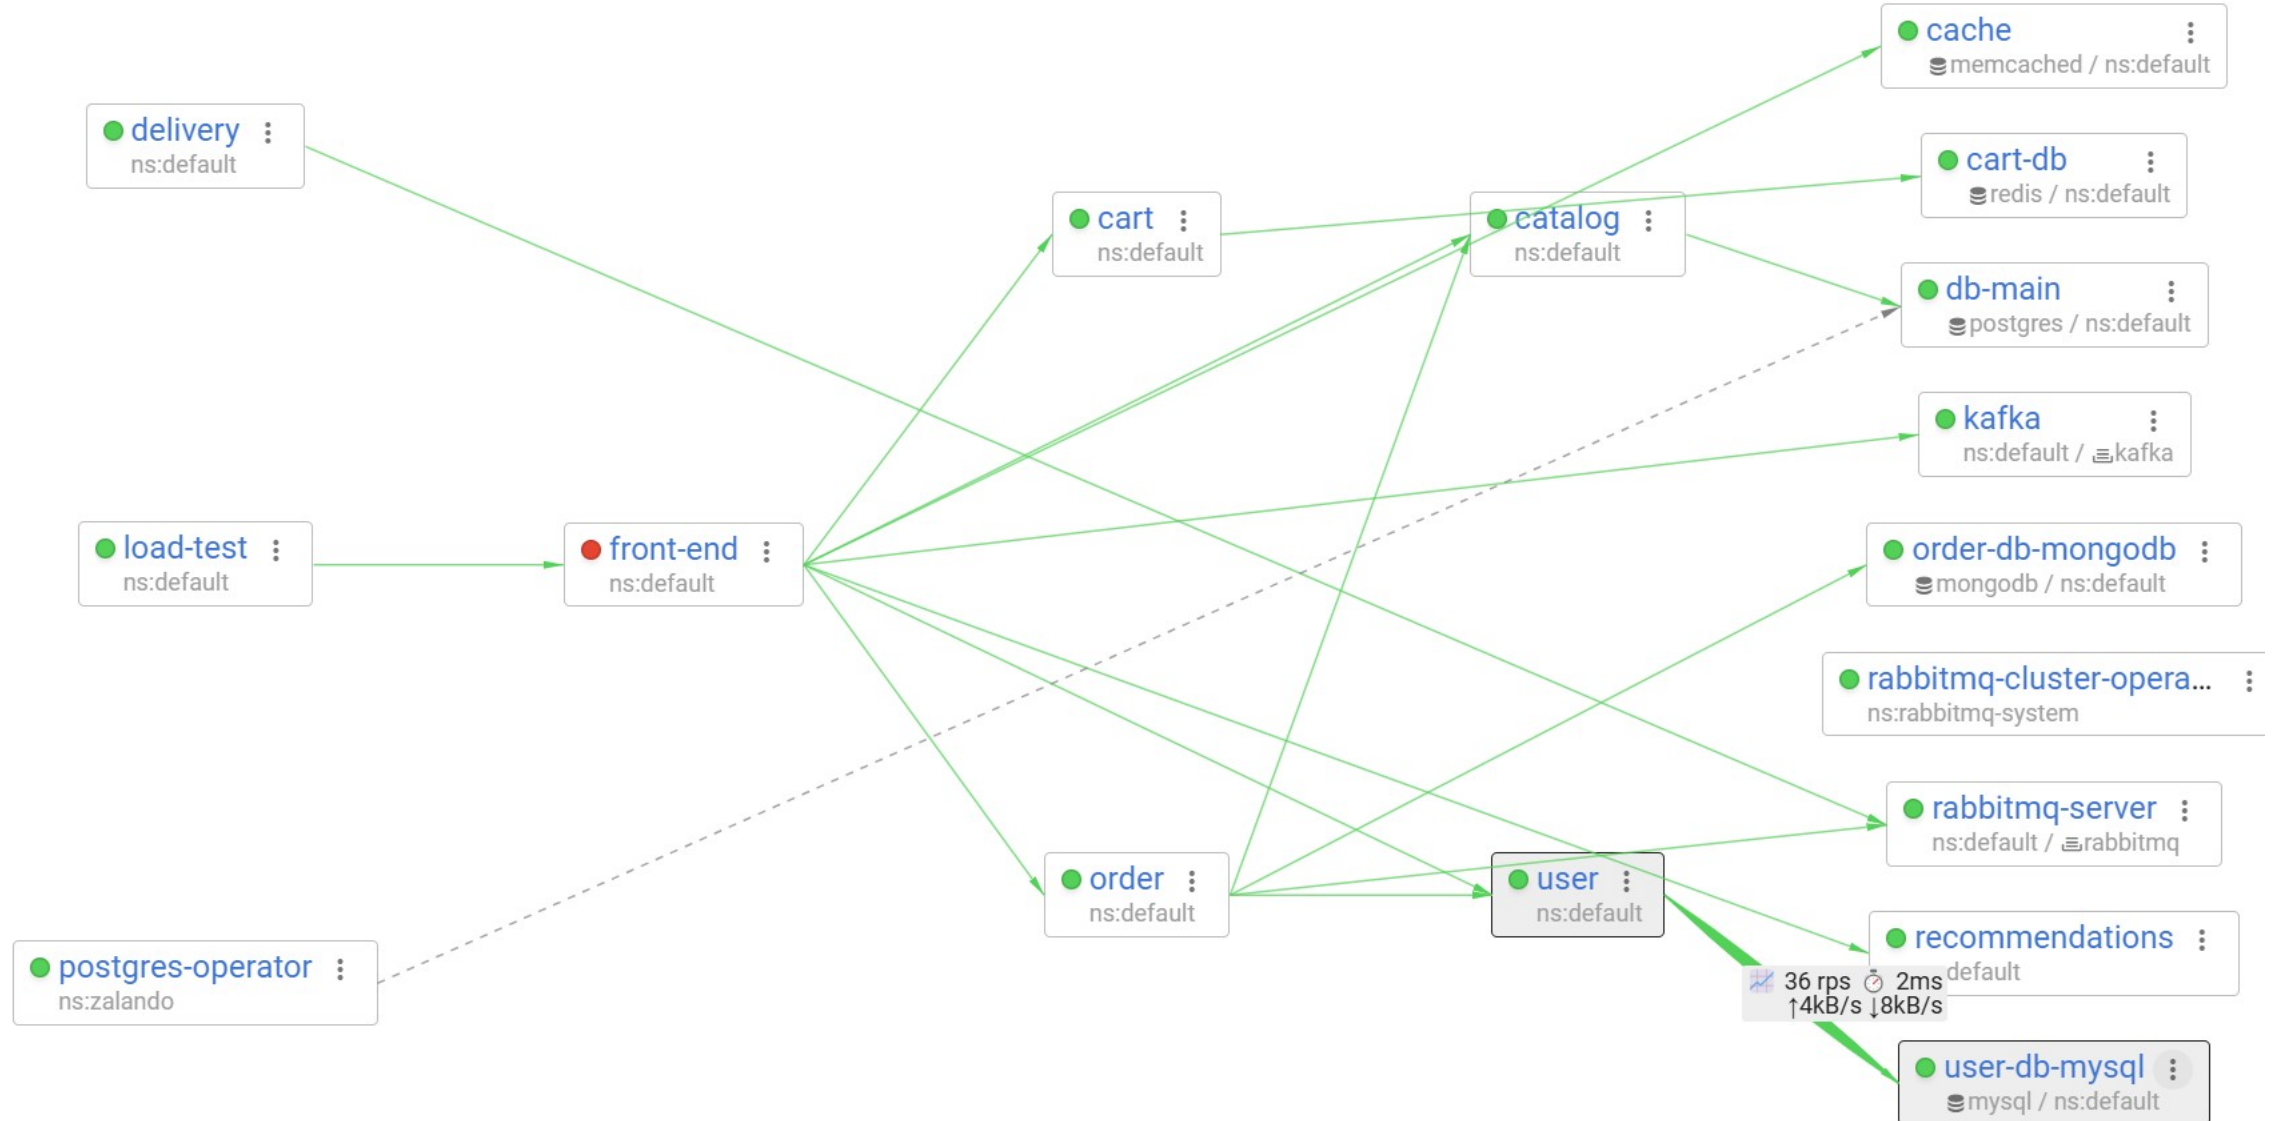 cache
memcached / ns:default
delivery
ns:default
cart-db
redis / ns:default
cart
ns:default
catalog
ns:default
db-main
postgres / ns:default
kafka
ns:default / kafka
load-test
ns:default
front-end
ns:default
order-db-mongodb
mongodb / ns:default
rabbitmq-cluster-opera...
ns:rabbitmq-system
rabbitmq-server
ns:default / rabbitmq
order
ns:default
user
ns:default
recommendations
default
postgres-operator
ns:zalando
36 rps 2ms
↑4kB/s ↓8kB/s
user-db-mysql
mysql / ns:default